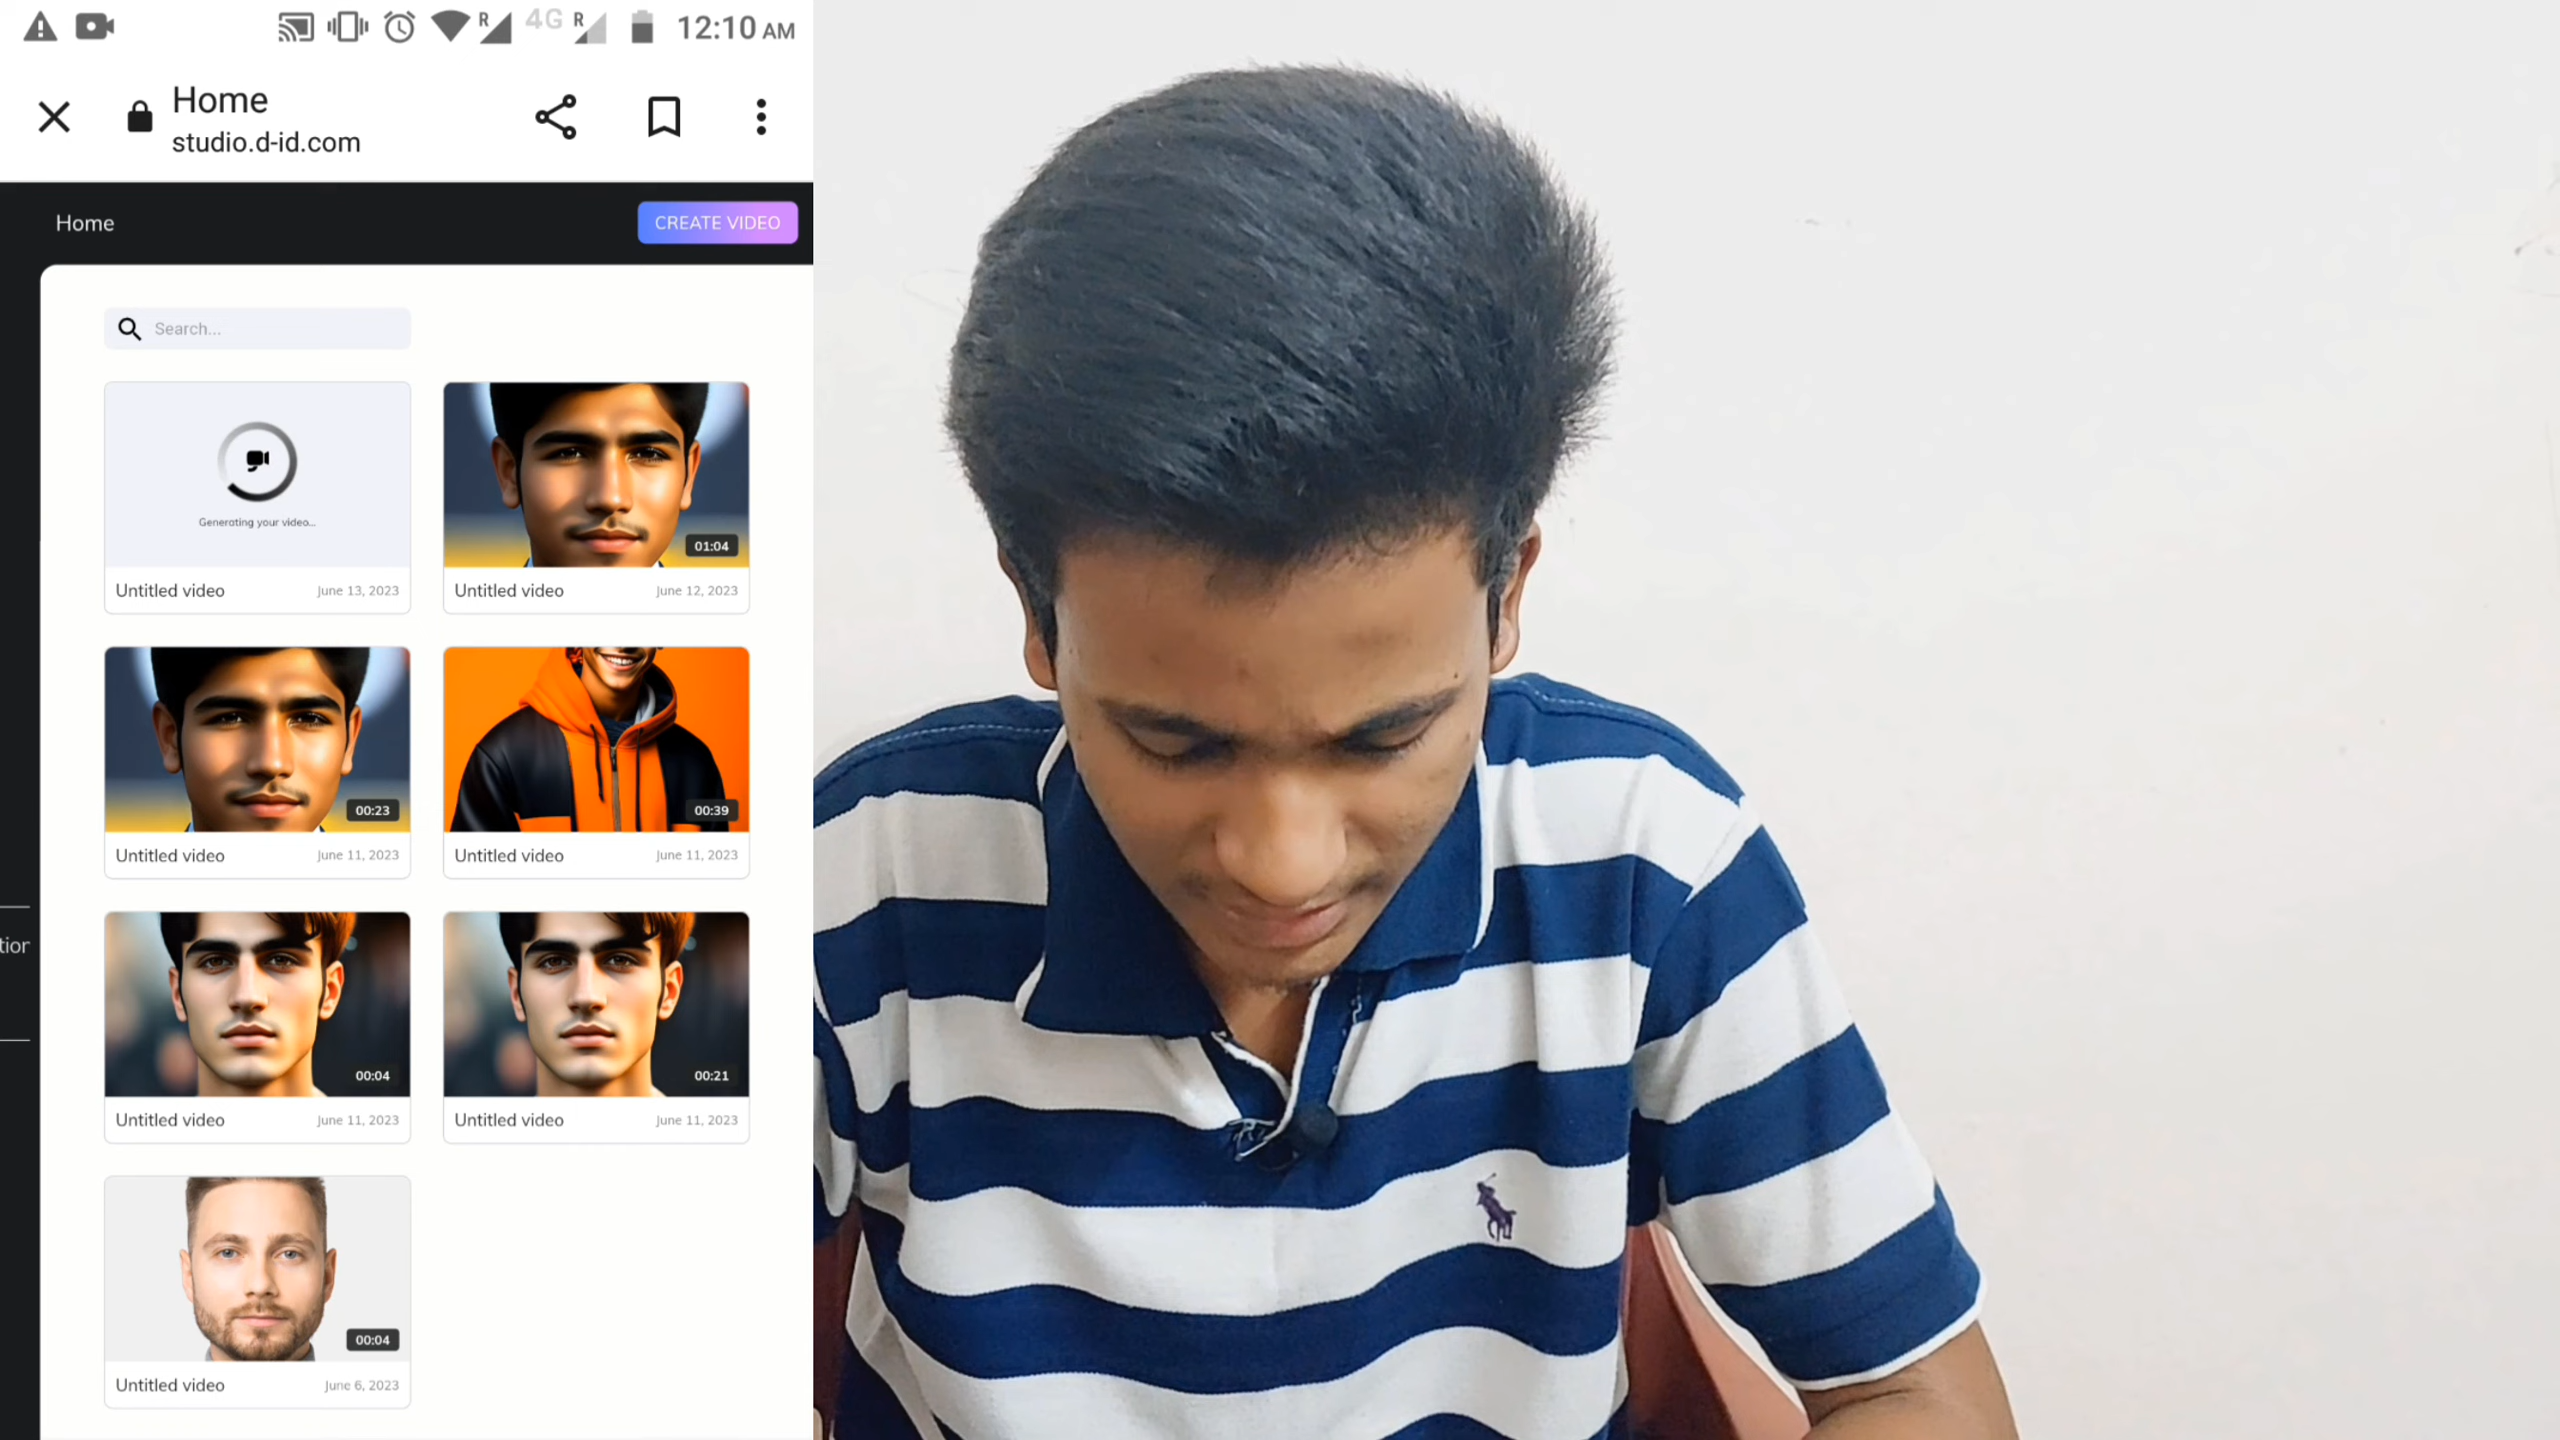 R 4G R 12:10 AM
Home
studio.d-id.com
Home
CREATE VIDEO
Search...
Generating your video...
01:04
Untitled video June 13, 2023
Untitled video June 12, 2023
00:23
00:39
Untitled video June 11, 2023
Untitled video June 11, 2023
tior
00:04
00:21
Untitled video June 11, 2023
Untitled video June 11, 2023
00:04
Untitled video June 6, 2023